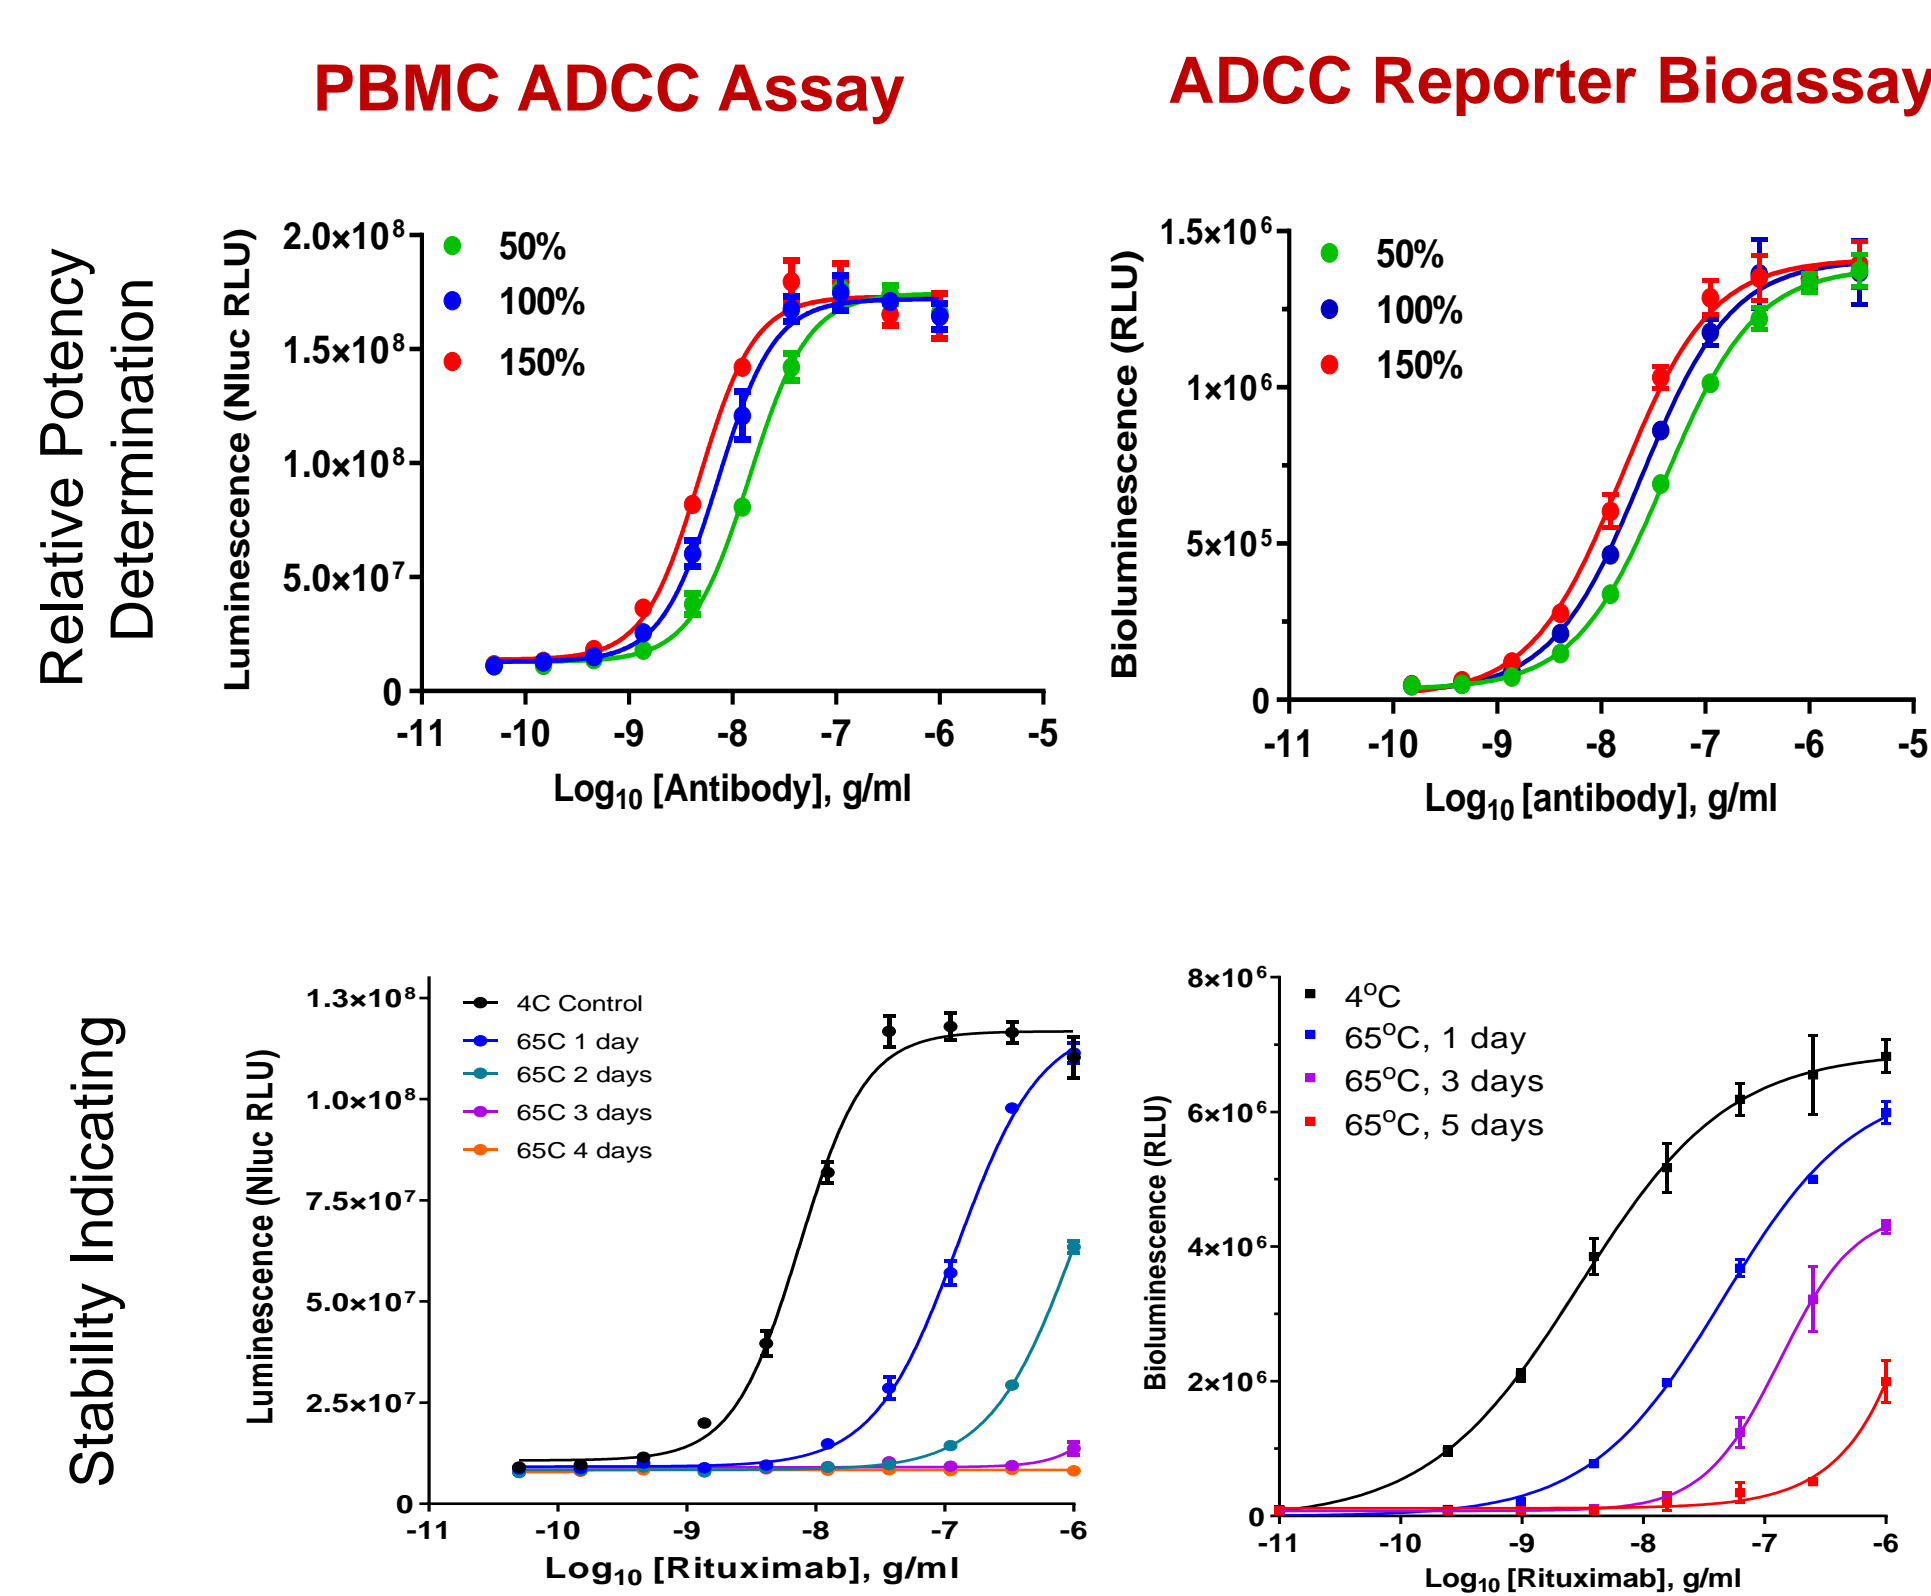 PBMC ADCC Assay
ADCC Reporter Bioassay
Relative Potency
Determination
Luminescence (Nluc RLU)
2.0×10⁸
1.5×10⁸
1.0×10⁸
5.0×10⁷
0
50%
100%
150%
-11 -10 -9 -8 -7 -6 -5
Log₁₀ [Antibody], g/ml
Bioluminescence (RLU)
1.5×10⁶
1×10⁶
5×10⁵
0
50%
100%
150%
-11 -10 -9 -8 -7 -6 -5
Log₁₀ [antibody], g/ml
Stability Indicating
Luminescence (Nluc RLU)
1.3×10⁸
1.0×10⁸
7.5×10⁷
5.0×10⁷
2.5×10⁷
0
4C Control
65C 1 day
65C 2 days
65C 3 days
65C 4 days
-11 -10 -9 -8 -7 -6
Log₁₀ [Rituximab], g/ml
Bioluminescence (RLU)
8×10⁶
6×10⁶
4×10⁶
2×10⁶
0
4°C
65°C, 1 day
65°C, 3 days
65°C, 5 days
-11 -10 -9 -8 -7 -6
Log₁₀ [Rituximab], g/ml